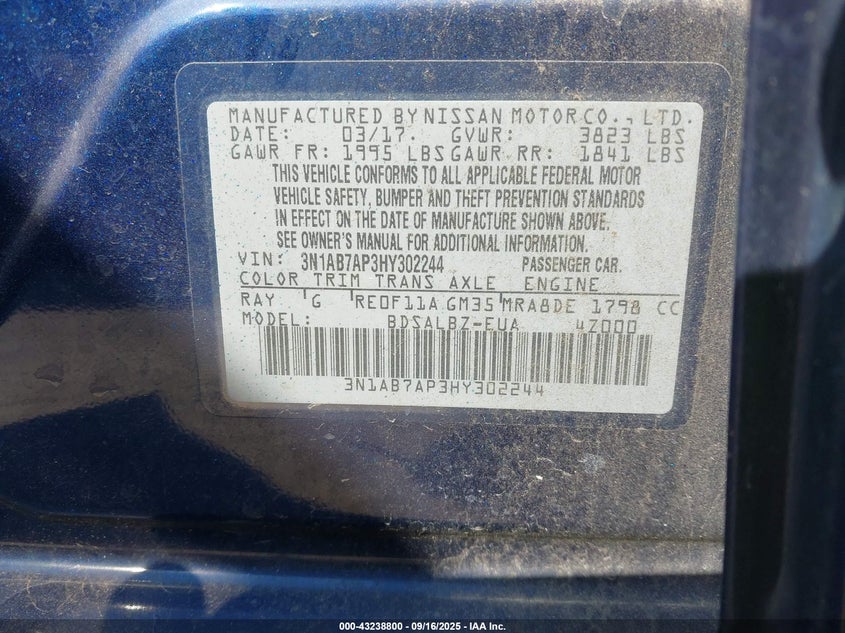 MANUFACTURED BY NISSAN MOTOR CO., LTD.
DATE: 03/17. GVWR: 3823 LBS
GAWR FR: 1995 LBS GAWR RR: 1841 LBS
THIS VEHICLE CONFORMS TO ALL APPLICABLE FEDERAL MOTOR
VEHICLE SAFETY, BUMPER AND THEFT PREVENTION STANDARDS
IN EFFECT ON THE DATE OF MANUFACTURE SHOWN ABOVE.
SEE OWNER'S MANUAL FOR ADDITIONAL INFORMATION.
VIN: 3N1AB7AP3HY302244 PASSENGER CAR.
COLOR TRIM TRANS AXLE ENGINE
RAY G RE0F11A GM35 MRA8DE 1798 CC
MODEL: BDSALBZ-EUA 4Z000
3N1AB7AP3HY302244
000-43238800 - 09/16/2025 - IAA Inc.